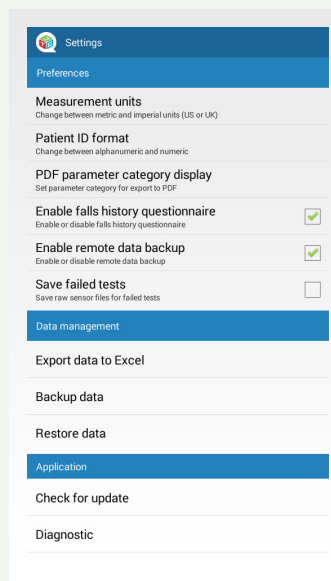 Settings
Preferences
Measurement units
Change between metric and imperial units (US or UK)
Patient ID format
Change between alphanumeric and numeric
PDF parameter category display
Set parameter category for export to PDF
Enable falls history questionnaire
Enable or disable falls history questionnaire
Enable remote data backup
Enable or disable remote data backup
Save failed tests
Save raw sensor files for failed tests
Data management
Export data to Excel
Backup data
Restore data
Application
Check for update
Diagnostic